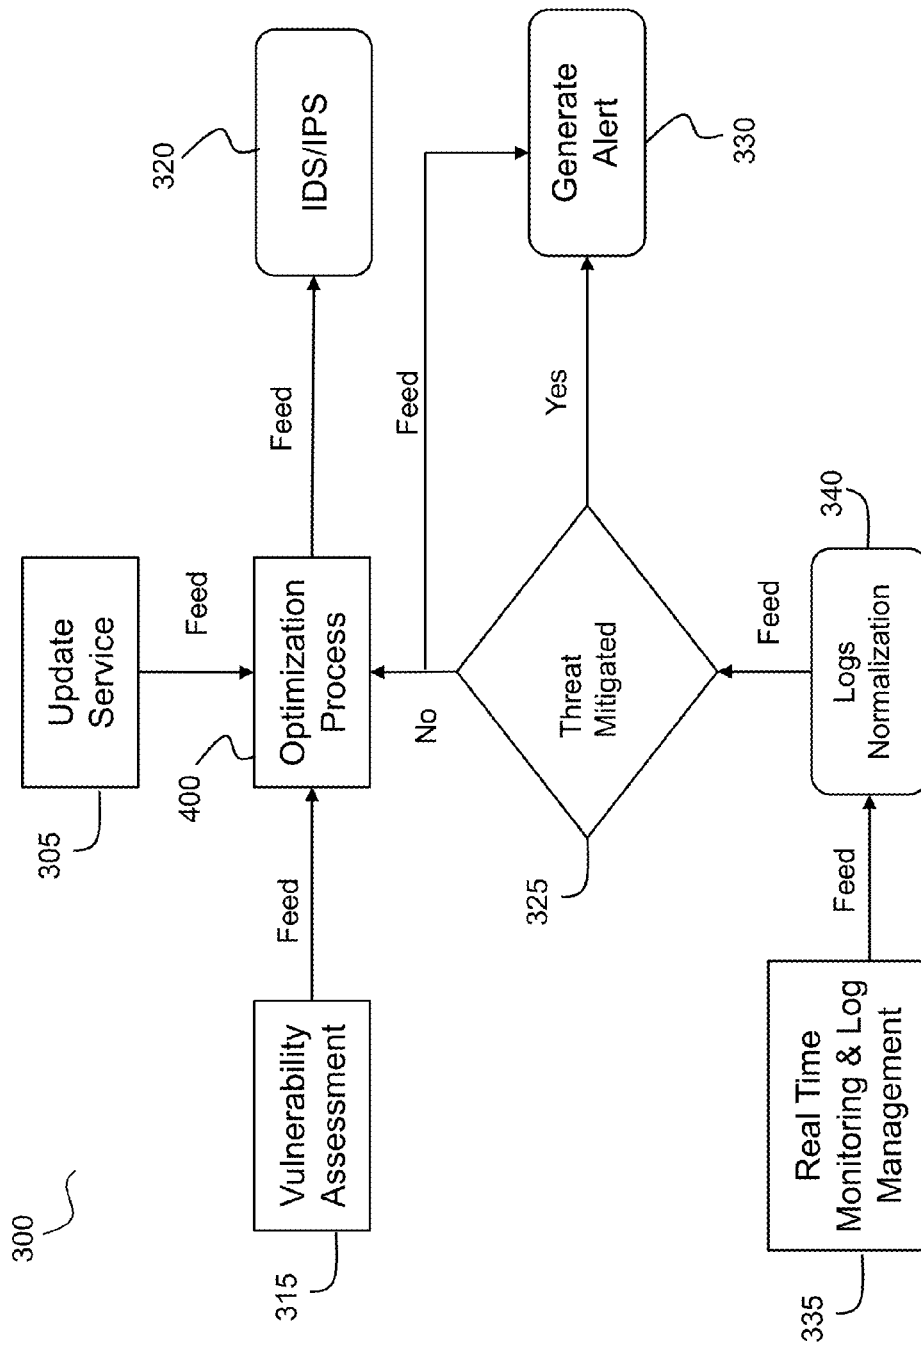 300
305
Update
Service
Feed
315
Vulnerability
Assessment
Feed
400
Optimization
Process
Feed
320
IDS/IPS
No
Feed
325
Threat
Mitigated
Yes
Generate
Alert
330
Feed
335
Real Time
Monitoring & Log
Management
Feed
Logs
Normalization
340